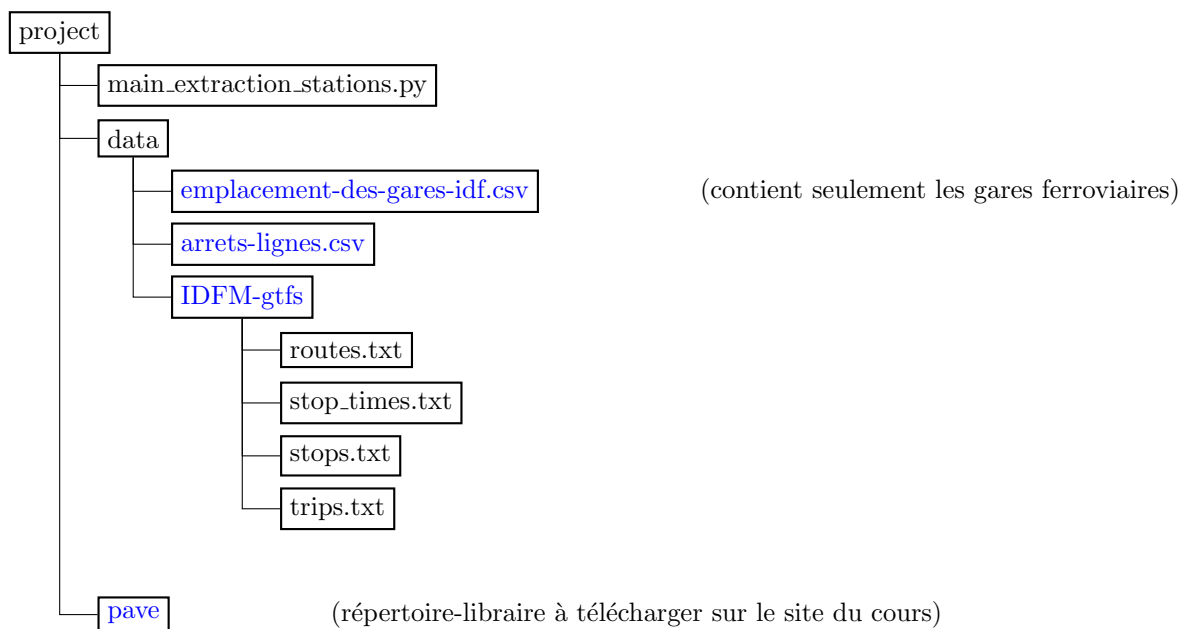 project
main_extraction_stations.py
data
emplacement-des-gares-idf.csv (contient seulement les gares ferroviaires)
arrets-lignes.csv
IDFM-gtfs
routes.txt
stop_times.txt
stops.txt
trips.txt
pave (répertoire-libraire à télécharger sur le site du cours)